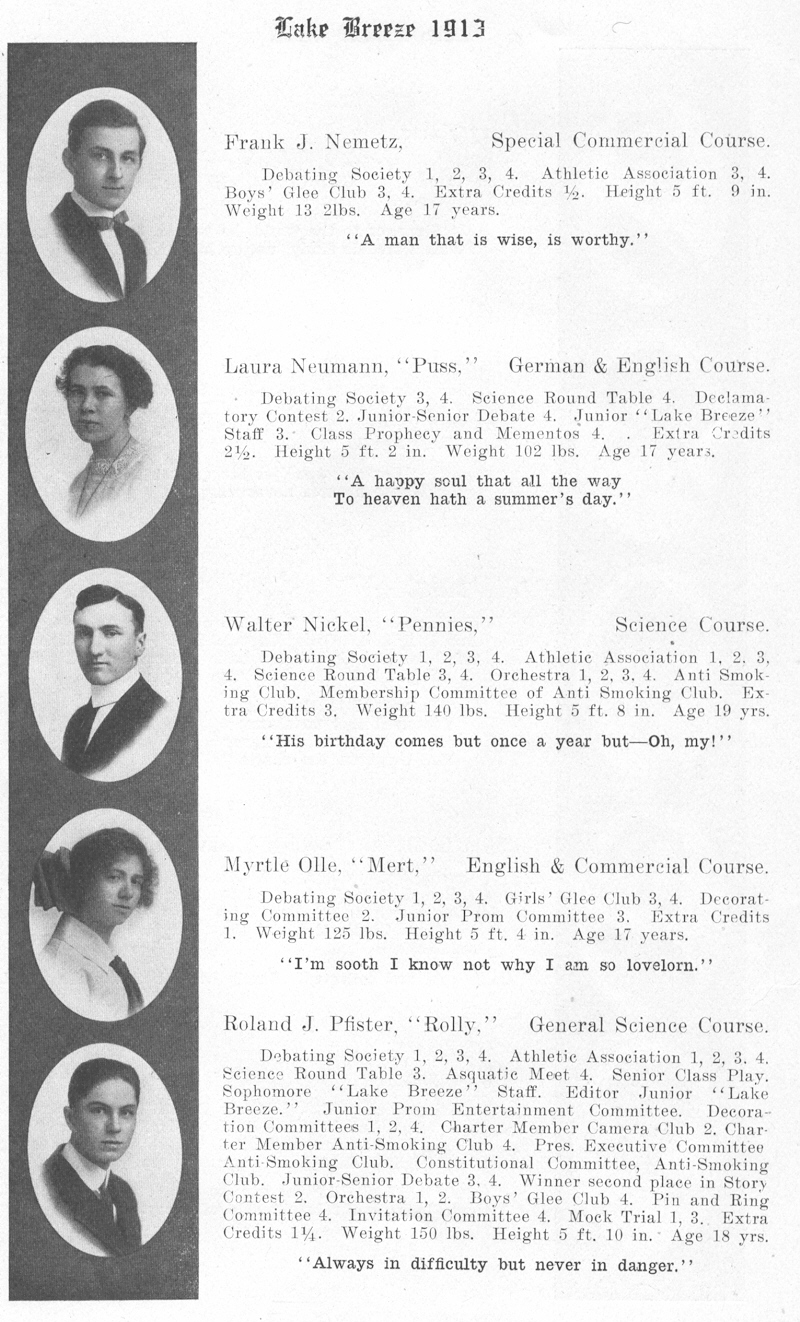 Lake Breeze 1913
Frank J. Nemetz, Special Commercial Course.
Debating Society 1, 2, 3, 4. Athletic Association 3, 4.
Boys' Glee Club 3, 4. Extra Credits ½. Height 5 ft. 9 in.
Weight 13 2lbs. Age 17 years.
"A man that is wise, is worthy."
Laura Neumann, "Puss," German & English Course.
Debating Society 3, 4. Science Round Table 4. Declama-
tory Contest 2. Junior-Senior Debate 4. Junior "Lake Breeze"
Staff 3. Class Prophecy and Mementos 4. . Extra Credits
2½. Height 5 ft. 2 in. Weight 102 lbs. Age 17 years.
"A happy soul that all the way
To heaven hath a summer's day."
Walter Nickel, "Pennies," Science Course.
Debating Society 1, 2, 3, 4. Athletic Association 1, 2, 3,
4. Science Round Table 3, 4. Orchestra 1, 2, 3, 4. Anti Smok-
ing Club. Membership Committee of Anti Smoking Club. Ex-
tra Credits 3. Weight 140 lbs. Height 5 ft. 8 in. Age 19 yrs.
"His birthday comes but once a year but—Oh, my!"
Myrtle Olle, "Mert," English & Commercial Course.
Debating Society 1, 2, 3, 4. Girls' Glee Club 3, 4. Decorat-
ing Committee 2. Junior Prom Committee 3. Extra Credits
1. Weight 125 lbs. Height 5 ft. 4 in. Age 17 years.
"I'm sooth I know not why I am so lovelorn."
Roland J. Pfister, "Rolly," General Science Course.
Debating Society 1, 2, 3, 4. Athletic Association 1, 2, 3. 4.
Science Round Table 3. Asquatic Meet 4. Senior Class Play.
Sophomore "Lake Breeze" Staff. Editor Junior "Lake
Breeze." Junior Prom Entertainment Committee. Decora-
tion Committees 1, 2, 4. Charter Member Camera Club 2. Char-
ter Member Anti-Smoking Club 4. Pres. Executive Committee
Anti-Smoking Club. Constitutional Committee, Anti-Smoking
Club. Junior-Senior Debate 3. 4. Winner second place in Story
Contest 2. Orchestra 1, 2. Boys' Glee Club 4. Pin and Ring
Committee 4. Invitation Committee 4. Mock Trial 1, 3. Extra
Credits 1¼. Weight 150 lbs. Height 5 ft. 10 in. Age 18 yrs.
"Always in difficulty but never in danger."